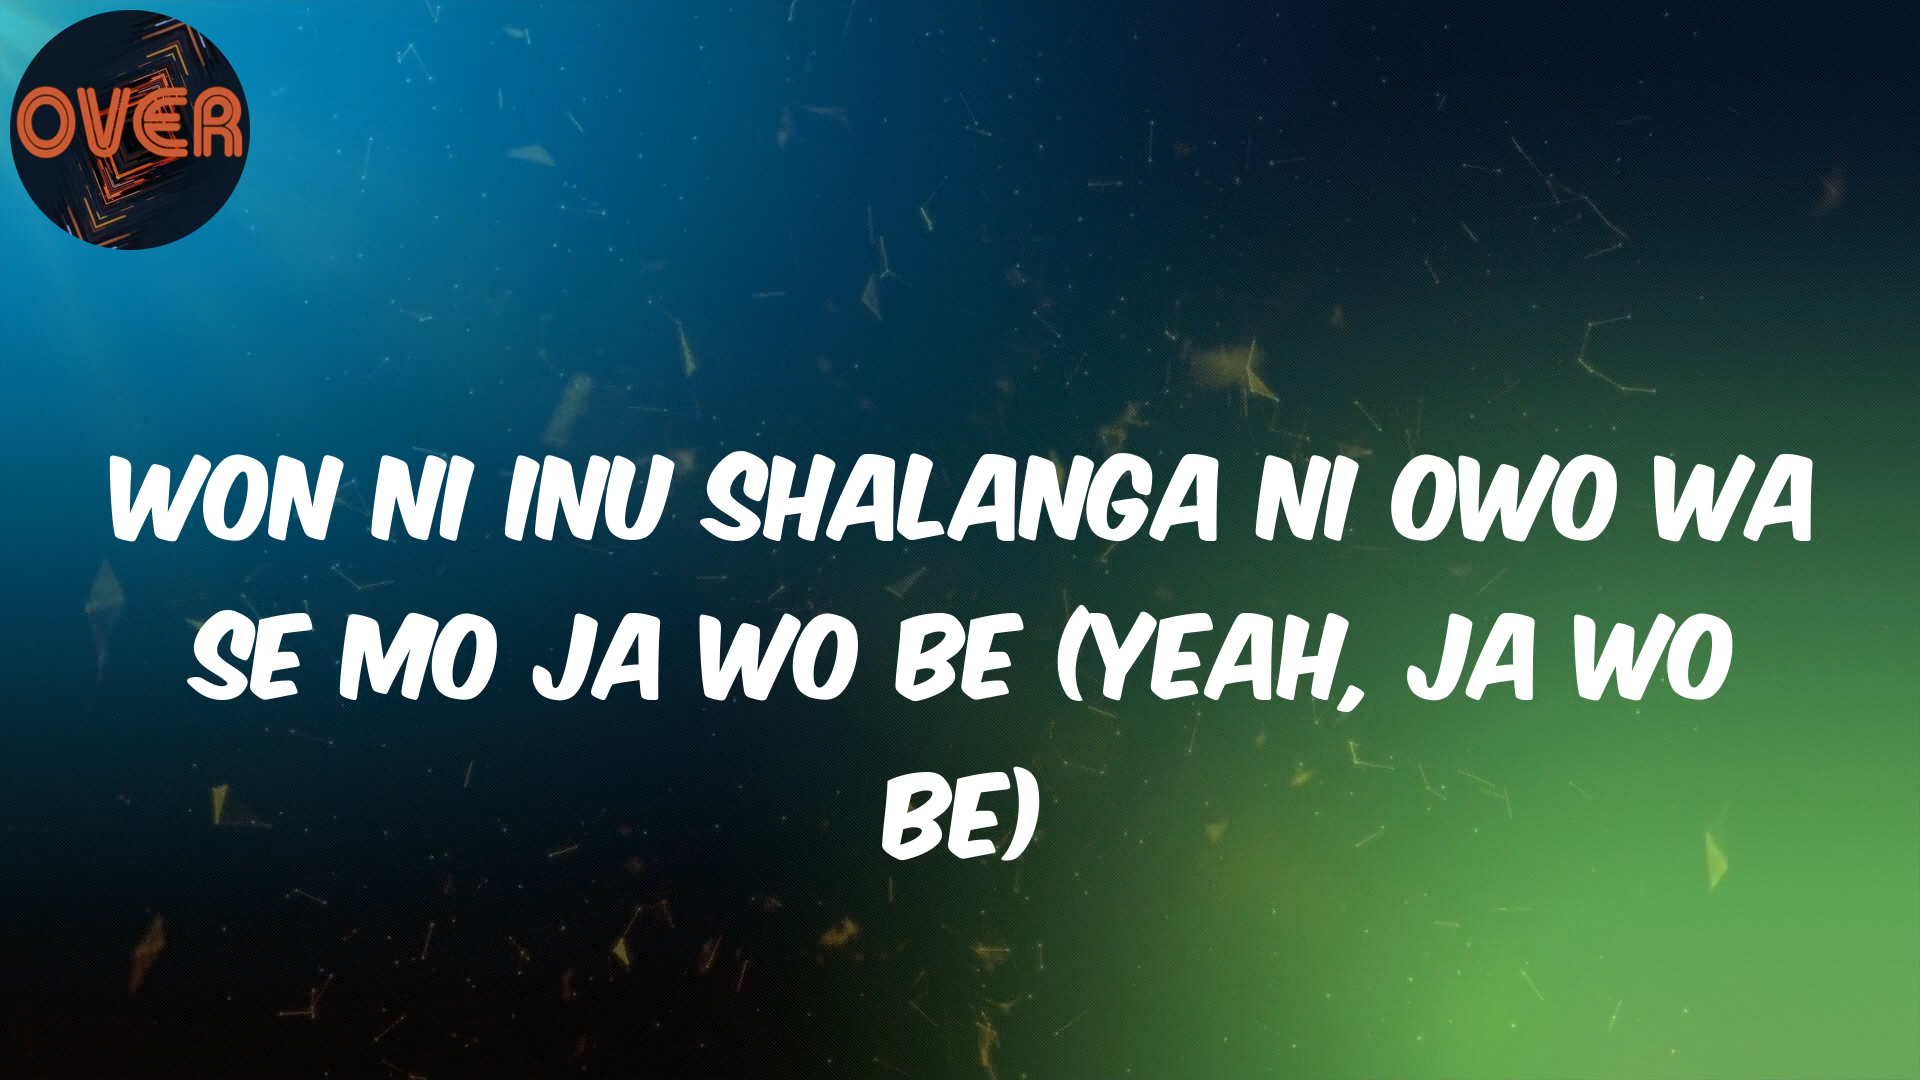 OVER
WON NI INU SHALANGA NI OWO WA
SE MO JA WO BE (YEAH, JA WO
BE)